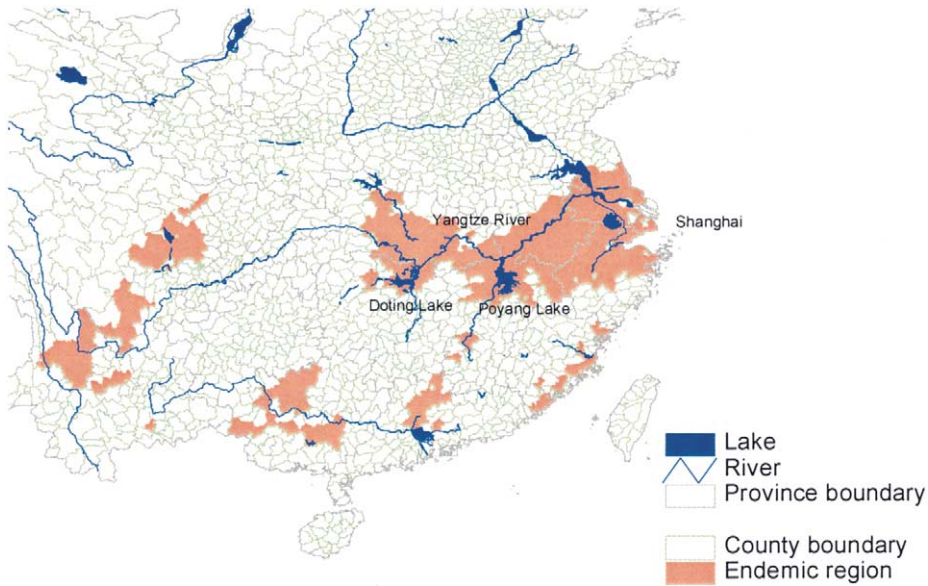 Yangtze River
Shanghai
Doting Lake
Poyang Lake
Lake
River
Province boundary
County boundary
Endemic region